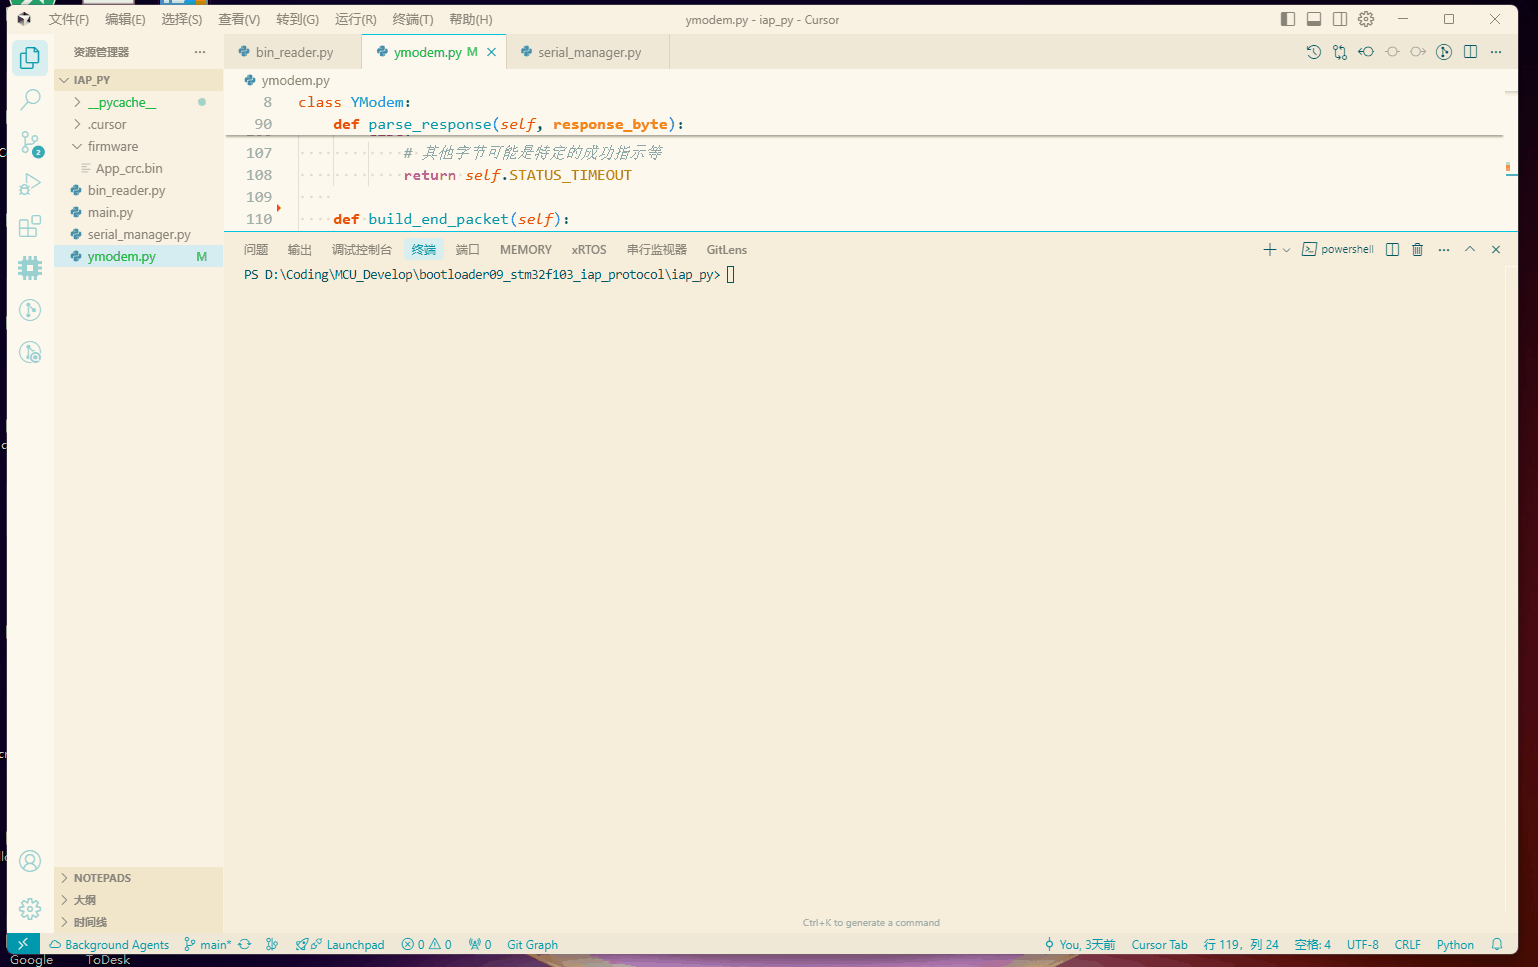 文件(F) 编辑(E) 选择(S) 查看(V) 转到(G) 运行(R) 终端(T) 帮助(H) ymodem.py - iap_py - Cursor
资源管理器
IAP_PY
__pycache__
.cursor
firmware
App_crc.bin
bin_reader.py
main.py
serial_manager.py
ymodem.py M
NOTEPADS
大纲
时间线
bin_reader.py ymodem.py M serial_manager.py
ymodem.py
8 class YModem:
90 def parse_response(self, response_byte):
107 # 其他字节可能是特定的成功指示等
108 return self.STATUS_TIMEOUT
109
110 def build_end_packet(self):
问题 输出 调试控制台 终端 端口 MEMORY xRTOS 串行监视器 GitLens powershell
PS D:\Coding\MCU_Develop\bootloader09_stm32f103_iap_protocol\iap_py>
Ctrl+K to generate a command
2
Background Agents main* Launchpad 0 0 0 Git Graph You, 3天前 Cursor Tab 行 119，列 24 空格: 4 UTF-8 CRLF Python
Google ToDesk